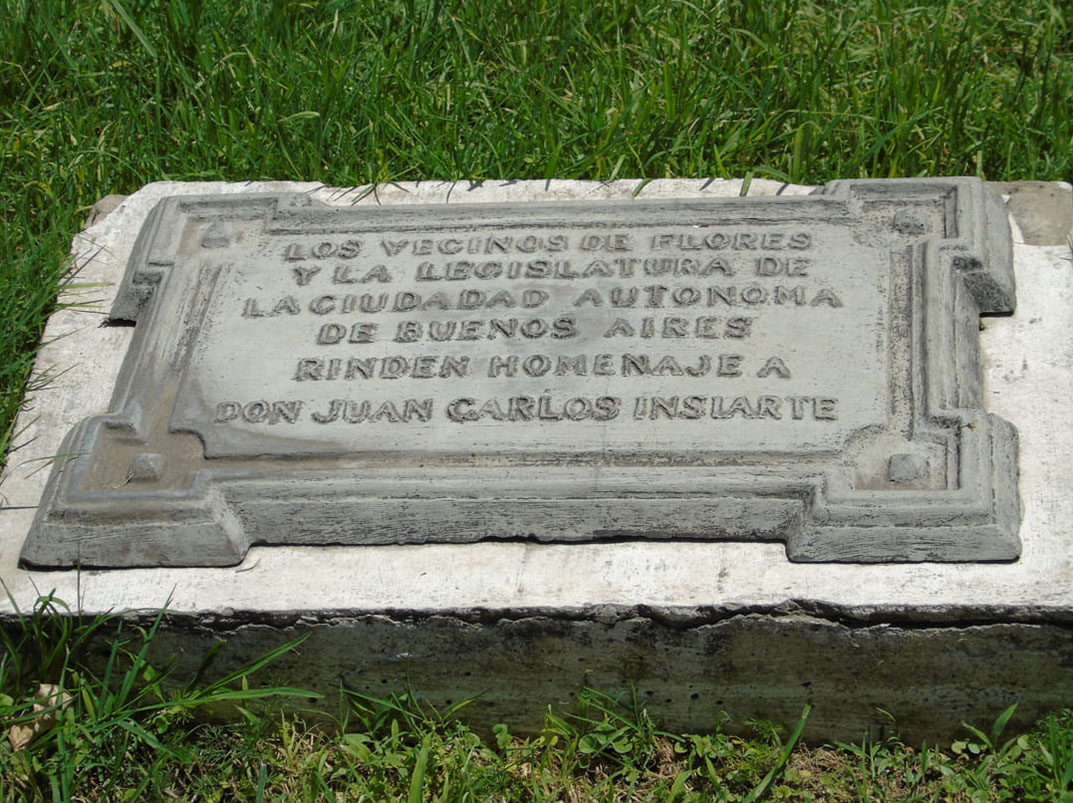 LOS VECINOS DE FLORES
Y LA LEGISLATURA DE
LA CIUDADAD AUTONOMA
DE BUENOS AIRES
RINDEN HOMENAJE A
DON JUAN CARLOS INSIARTE